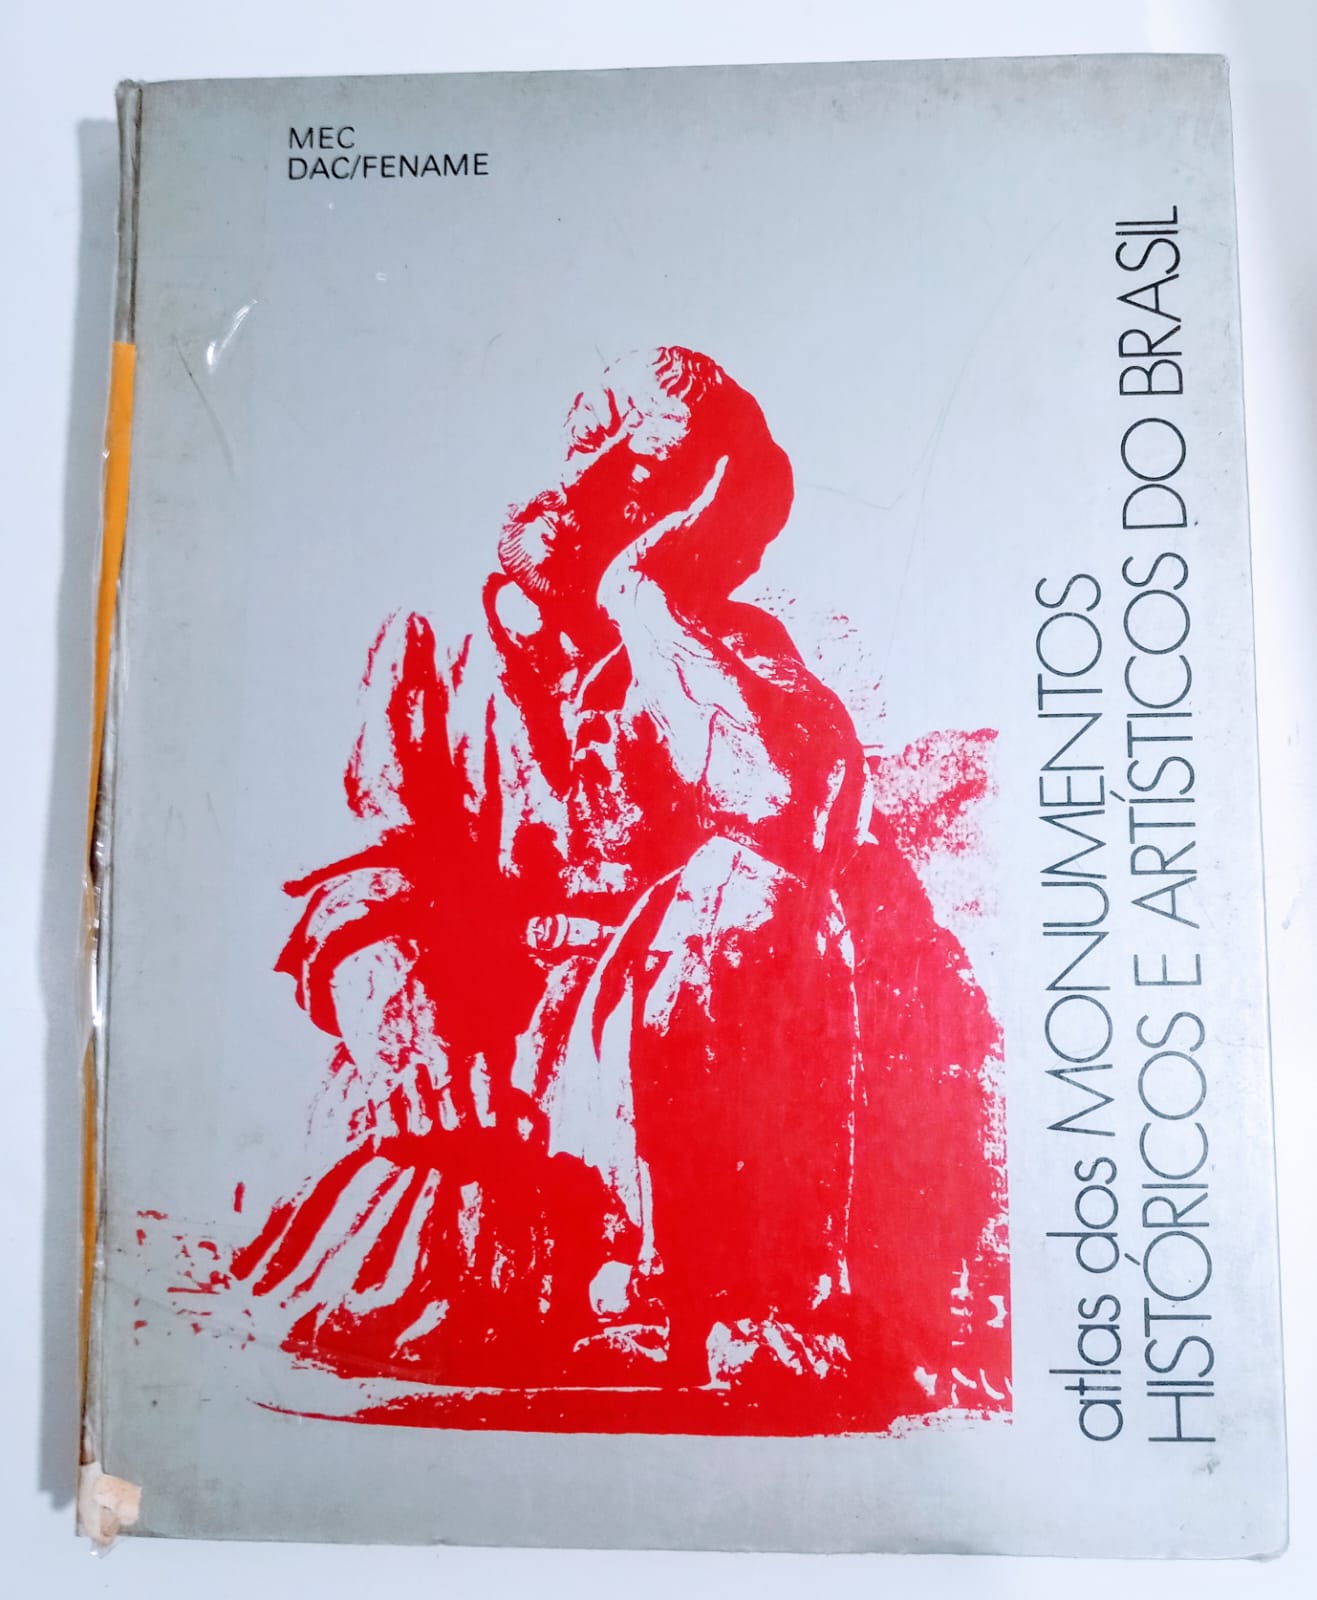 MEC
DAC/FENAME
atlas dos MONUMENTOS
HISTÓRICOS E ARTÍSTICOS DO BRASIL